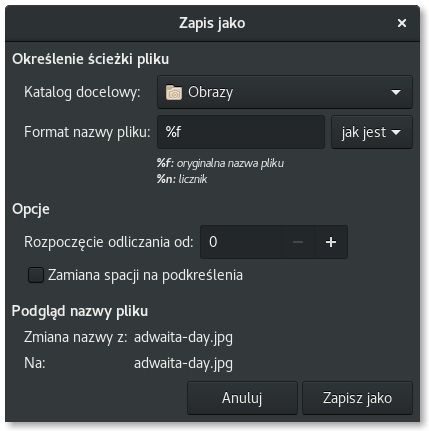 Zapis jako
Określenie ścieżki pliku
Katalog docelowy: Obrazy
Format nazwy pliku: %f jak jest
%f: oryginalna nazwa pliku
%n: licznik
Opcje
Rozpoczęcie odliczania od: 0
Zamiana spacji na podkreślenia
Podgląd nazwy pliku
Zmiana nazwy z: adwaita-day.jpg
Na: adwaita-day.jpg
Anuluj Zapisz jako